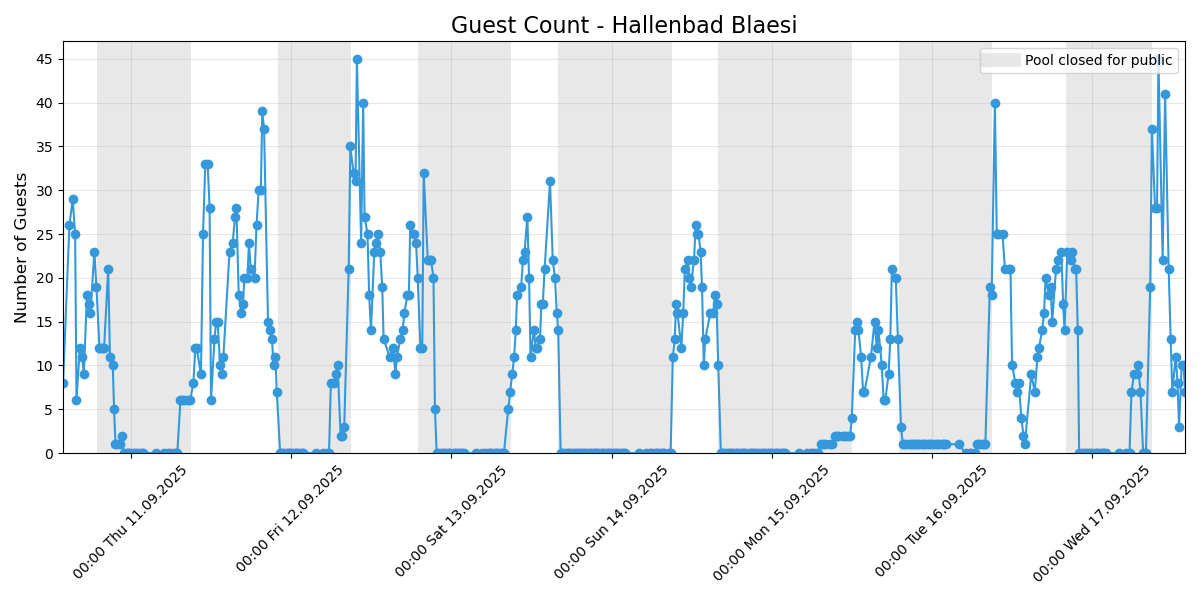 Guest Count - Hallenbad Blaesi
Pool closed for public
Number of Guests
45
40
35
30
25
20
15
10
5
0
00:00 Thu 11.09.2025
00:00 Fri 12.09.2025
00:00 Sat 13.09.2025
00:00 Sun 14.09.2025
00:00 Mon 15.09.2025
00:00 Tue 16.09.2025
00:00 Wed 17.09.2025